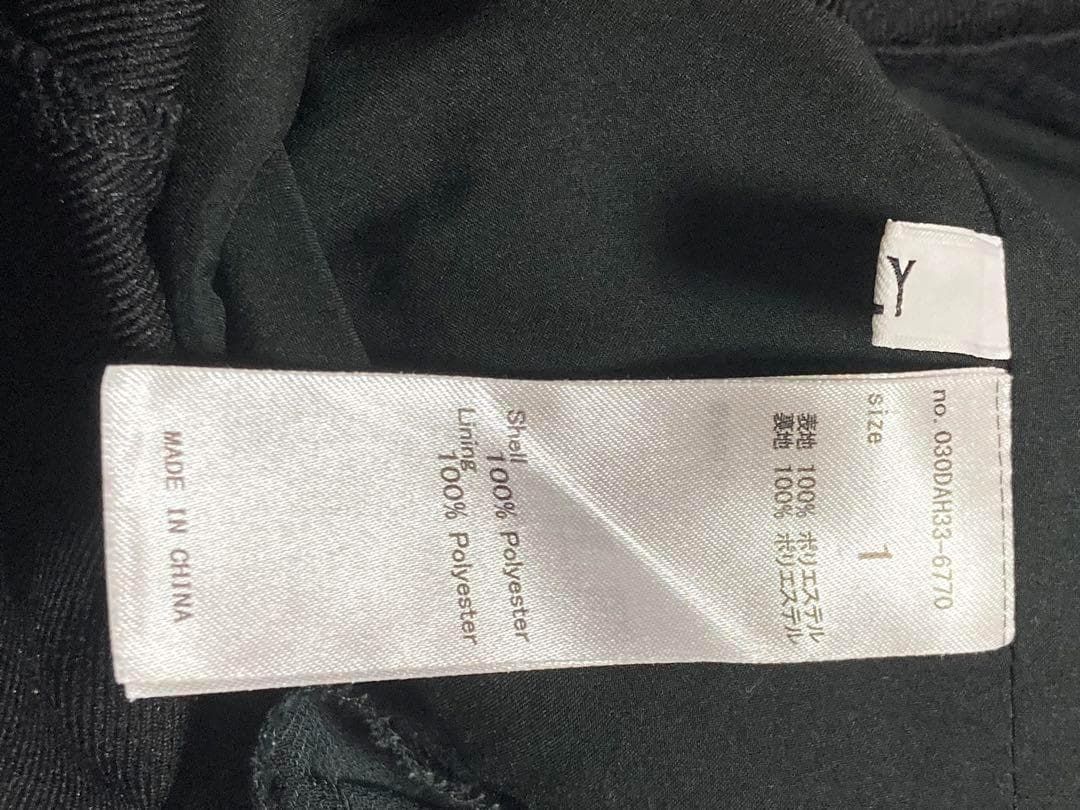 no. 030DAH33-6770
size 1
表地 100% ポリエステル
裏地 100% ポリエステル
Shell
100% Polyester
Lining
100% Polyester
MADE IN CHINA
Y